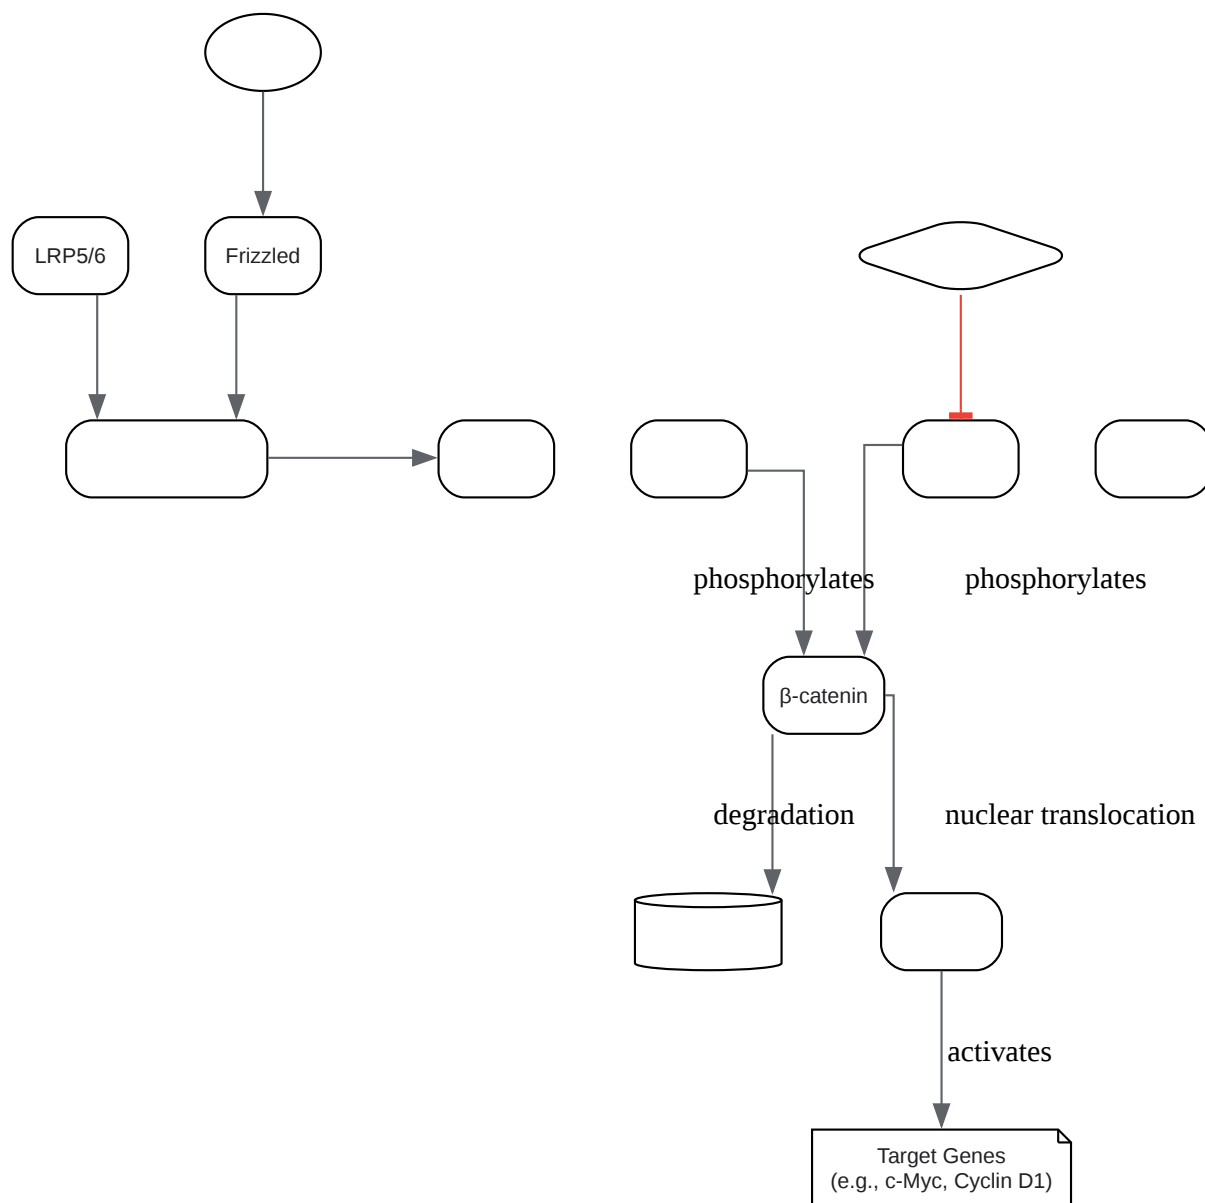 LRP5/6
Frizzled
phosphorylates
phosphorylates
β-catenin
degradation
nuclear translocation
activates
Target Genes
(e.g., c-Myc, Cyclin D1)